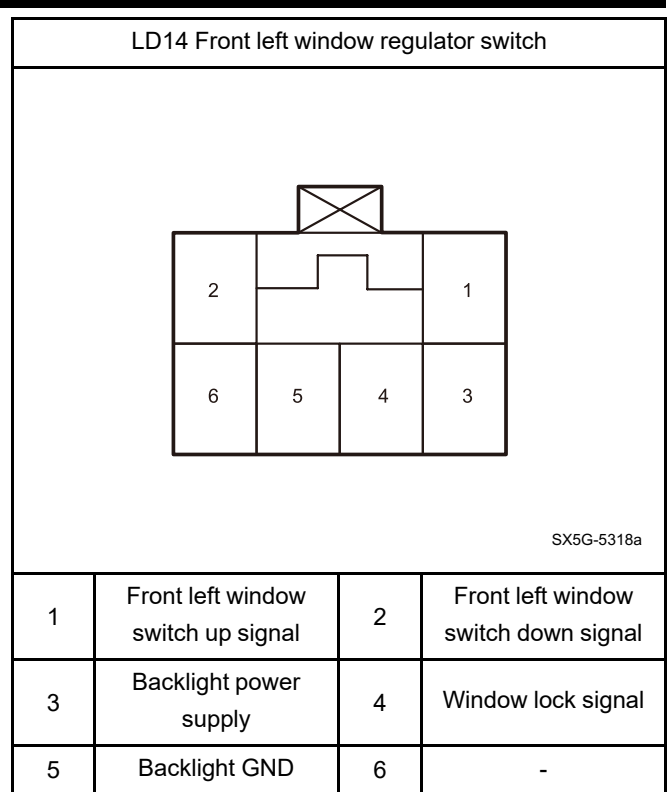 LD14 Front left window regulator switch
2
1
6
5
4
3
SX5G-5318a
1
Front left window
switch up signal
2
Front left window
switch down signal
3
Backlight power
supply
4
Window lock signal
5
Backlight GND
6
-